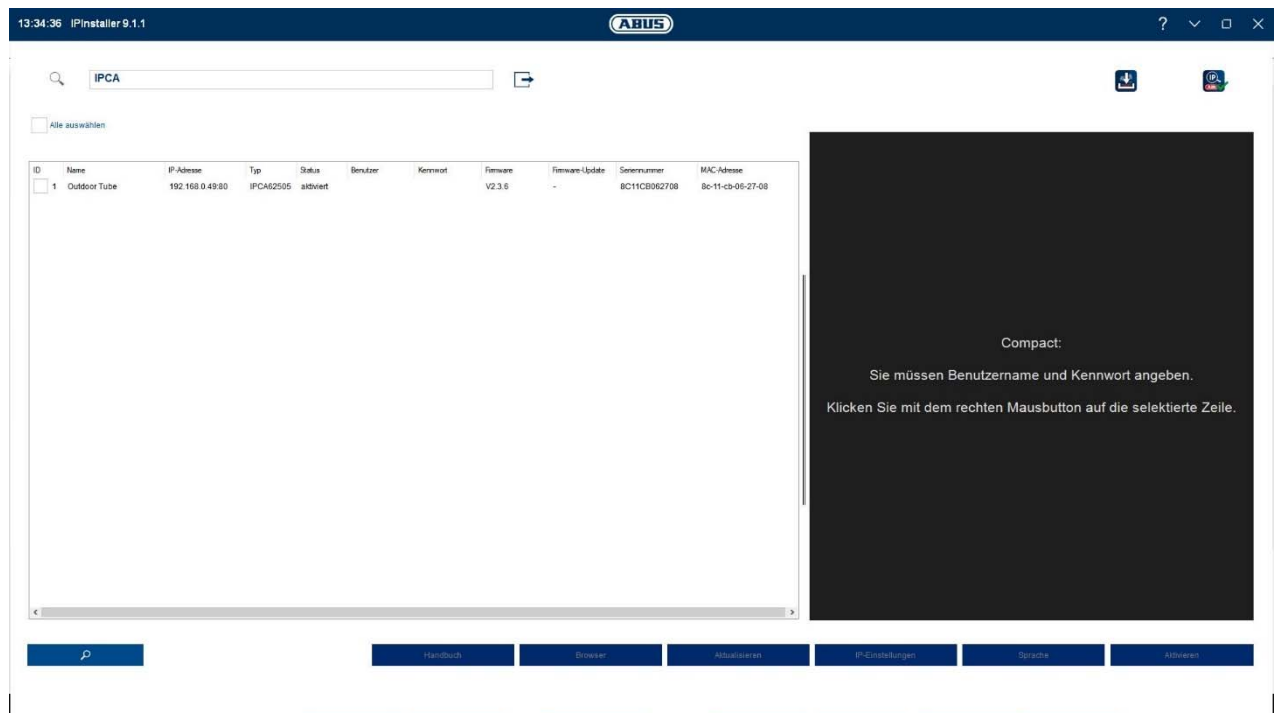 13:34:36 IPInstaller 9.1.1
ABUS
?
IPCA
IP
Alle auswählen
ID Name IP-Adresse Typ Status Benutzer Kennwort Firmware Firmware-Update Seriennummer MAC-Adresse
1 Outdoor Tube 192.168.0.49:80 IPCA62505 aktiviert V2.3.6 - 8C11CB062708 8c-11-cb-06-27-08
Compact:
Sie müssen Benutzername und Kennwort angeben.
Klicken Sie mit dem rechten Mausbutton auf die selektierte Zeile.
Handbuch Browser Aktualisieren IP-Einstellungen Sprache Aktivieren